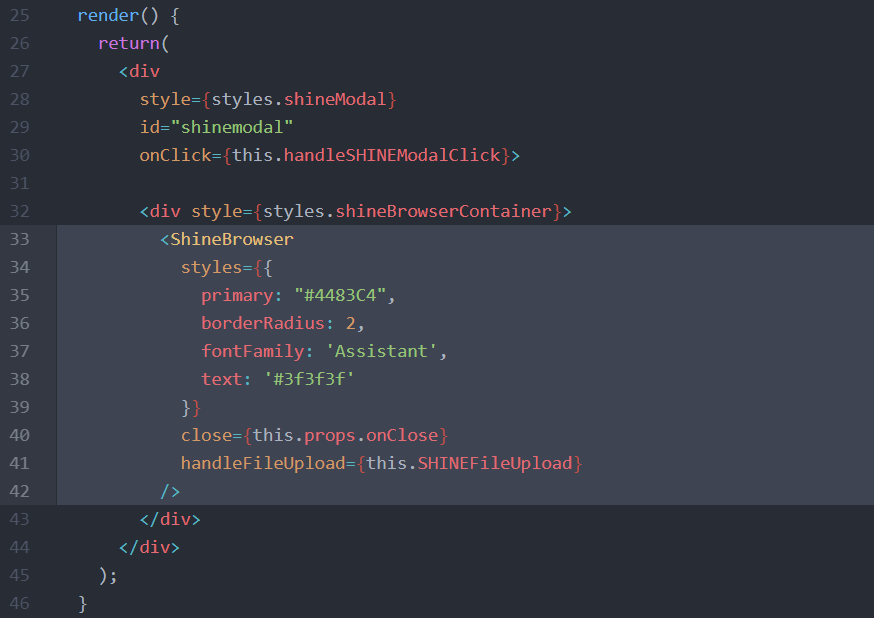 25 render() {
26 return(
27 <div
28 style={styles.shineModal}
29 id="shinemodal"
30 onClick={this.handleSHINEModalClick}>
31
32 <div style={styles.shineBrowserContainer}>
33 <ShineBrowser
34 styles={{
35 primary: "#4483C4",
36 borderRadius: 2,
37 fontFamily: 'Assistant',
38 text: '#3f3f3f'
39 }}
40 close={this.props.onClose}
41 handleFileUpload={this.SHINEFileUpload}
42 />
43 </div>
44 </div>
45 );
46 }